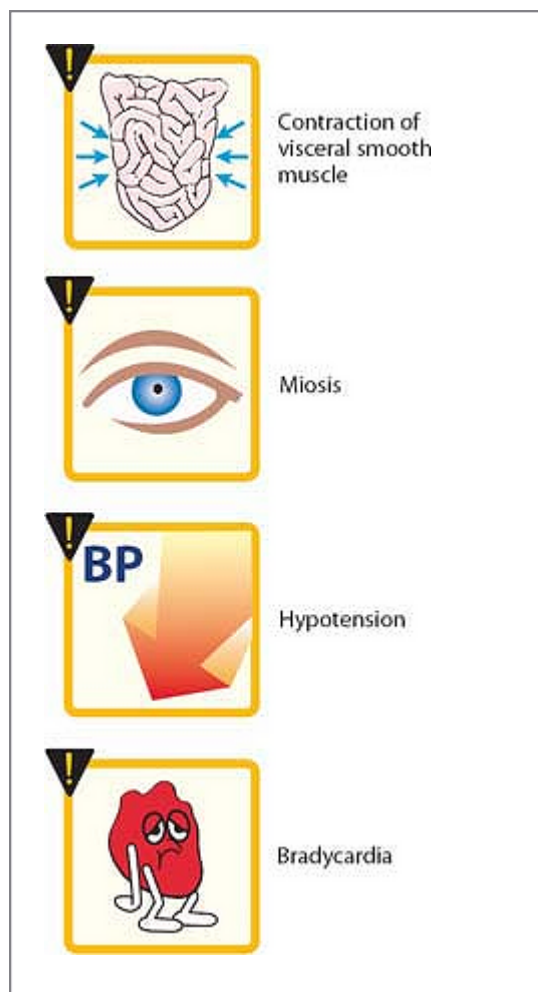 !
Contraction of
visceral smooth
muscle
!
Miosis
!
BP
Hypotension
!
Bradycardia